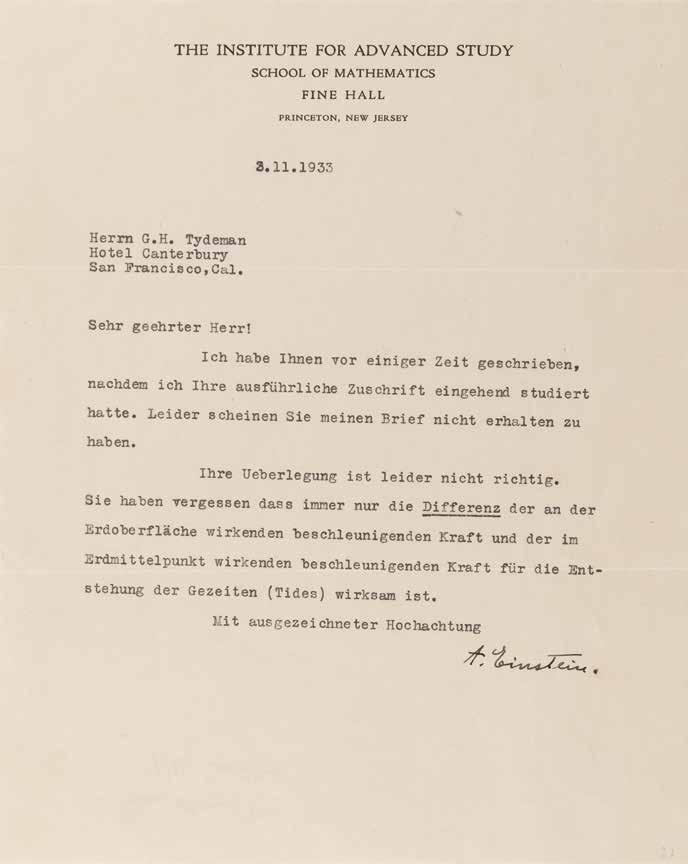 THE INSTITUTE FOR ADVANCED STUDY
SCHOOL OF MATHEMATICS
FINE HALL
PRINCETON, NEW JERSEY
3.11.1933
Herrn G.H. Tydeman
Hotel Canterbury
San Francisco,Cal.
Sehr geehrter Herr!
Ich habe Ihnen vor einiger Zeit geschrieben,
nachdem ich Ihre ausführliche Zuschrift eingehend studiert
hatte. Leider scheinen Sie meinen Brief nicht erhalten zu
haben.
Ihre Ueberlegung ist leider nicht richtig.
Sie haben vergessen dass immer nur die Differenz der an der
Erdoberfläche wirkenden beschleunigenden Kraft und der im
Erdmittelpunkt wirkenden beschleunigenden Kraft für die Ent-
stehung der Gezeiten (Tides) wirksam ist.
Mit ausgezeichneter Hochachtung
A. Einstein.